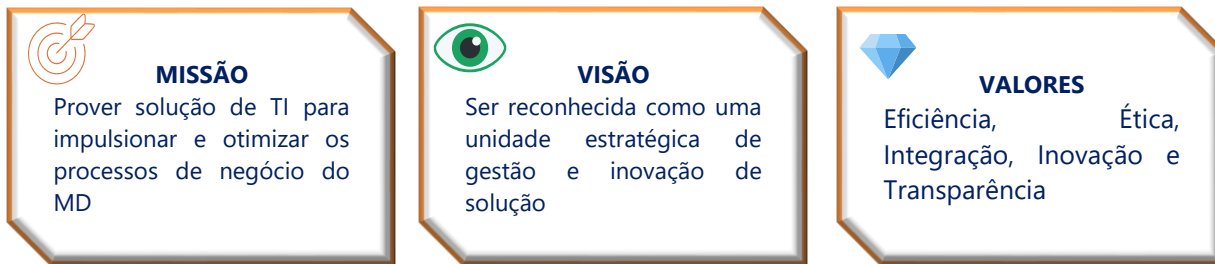 MISSÃO
Prover solução de TI para
impulsionar e otimizar os
processos de negócio do
MD
VISÃO
Ser reconhecida como uma
unidade estratégica de
gestão e inovação de
solução
VALORES
Eficiência, Ética,
Integração, Inovação e
Transparência